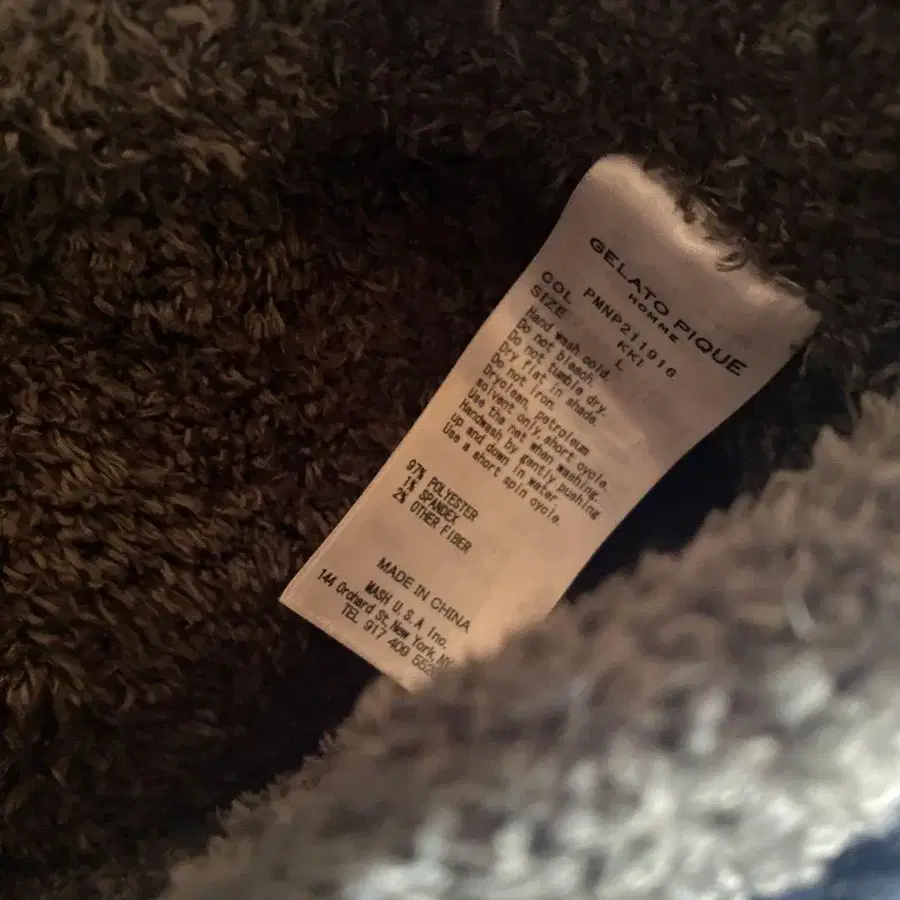 GELATO PIQUE
HOMME
PMNP211916
COL KKI
SIZE L
Hand wash cold.
Do not bleach.
Do not tumble dry.
Dry flat in shade.
Do not iron.
Dryclean, petroleum
solvent only, short cycle.
Use the net when washing.
Handwash by gently pushing
up and down in water.
Use a short spin cycle.
97% POLYESTER
1% SPANDEX
2% OTHER FIBER
MADE IN CHINA
MASH U.S.A Inc.
144 Orchard St, New York, NY
TEL 917 409